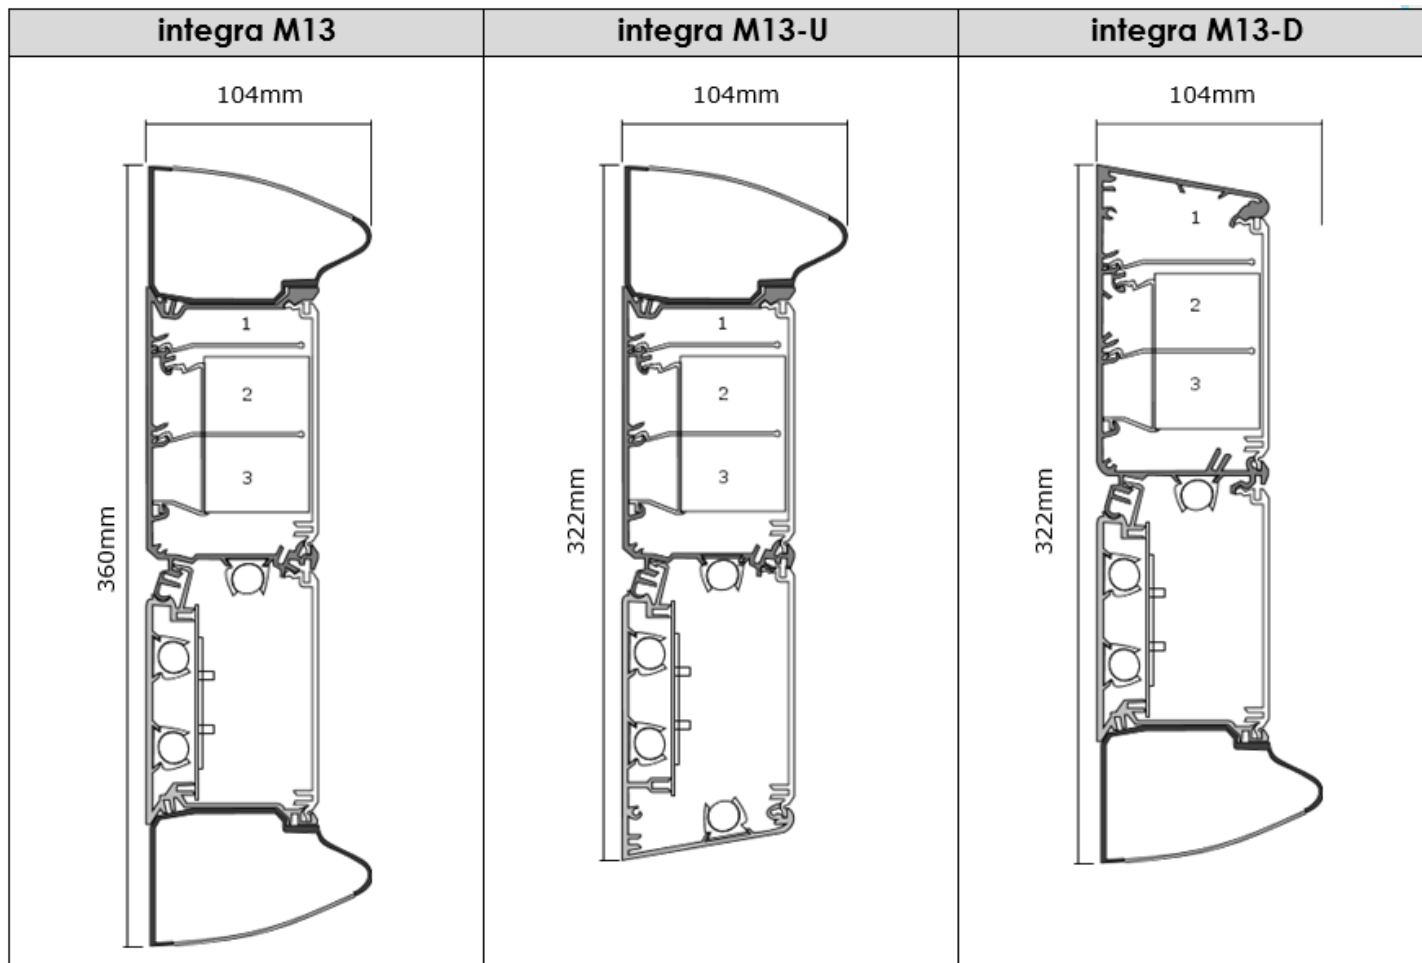 integra M13
integra M13-U
integra M13-D
104mm
104mm
104mm
1
2
3
360mm
1
2
3
322mm
1
2
3
322mm